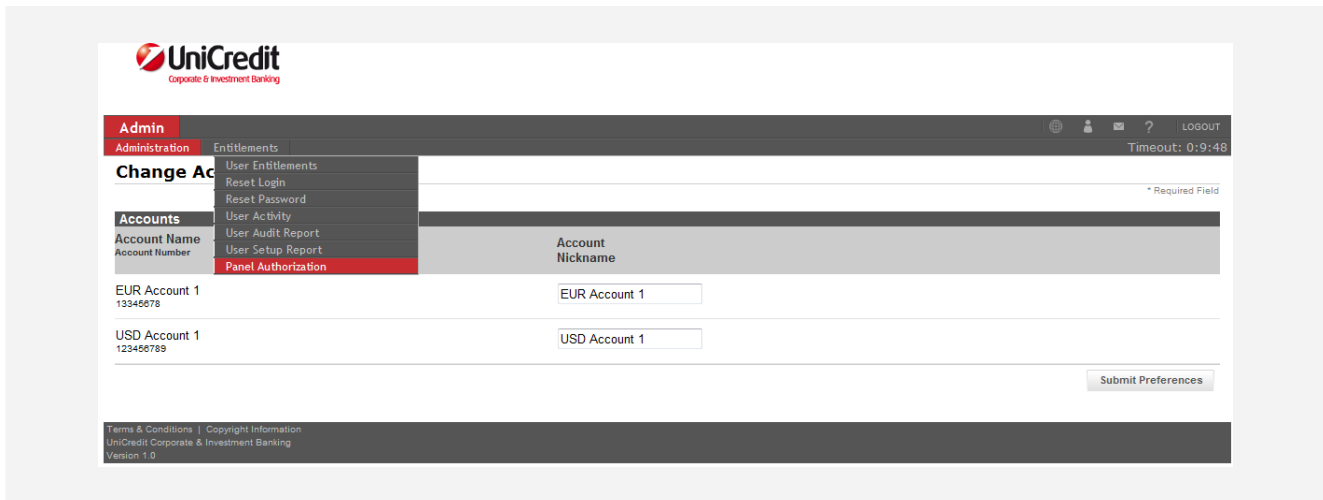 UniCredit
Corporate & Investment Banking
Admin
? LOGOUT
Administration Entitlements Timeout: 0:9:48
Change Ac
User Entitlements
Reset Login
* Required Field
Reset Password
Accounts User Activity
Account Name User Audit Report Account
Account Number User Setup Report Nickname
Panel Authorization
EUR Account 1 EUR Account 1
13345678
USD Account 1 USD Account 1
123456789
Submit Preferences
Terms & Conditions | Copyright Information
UniCredit Corporate & Investment Banking
Version 1.0